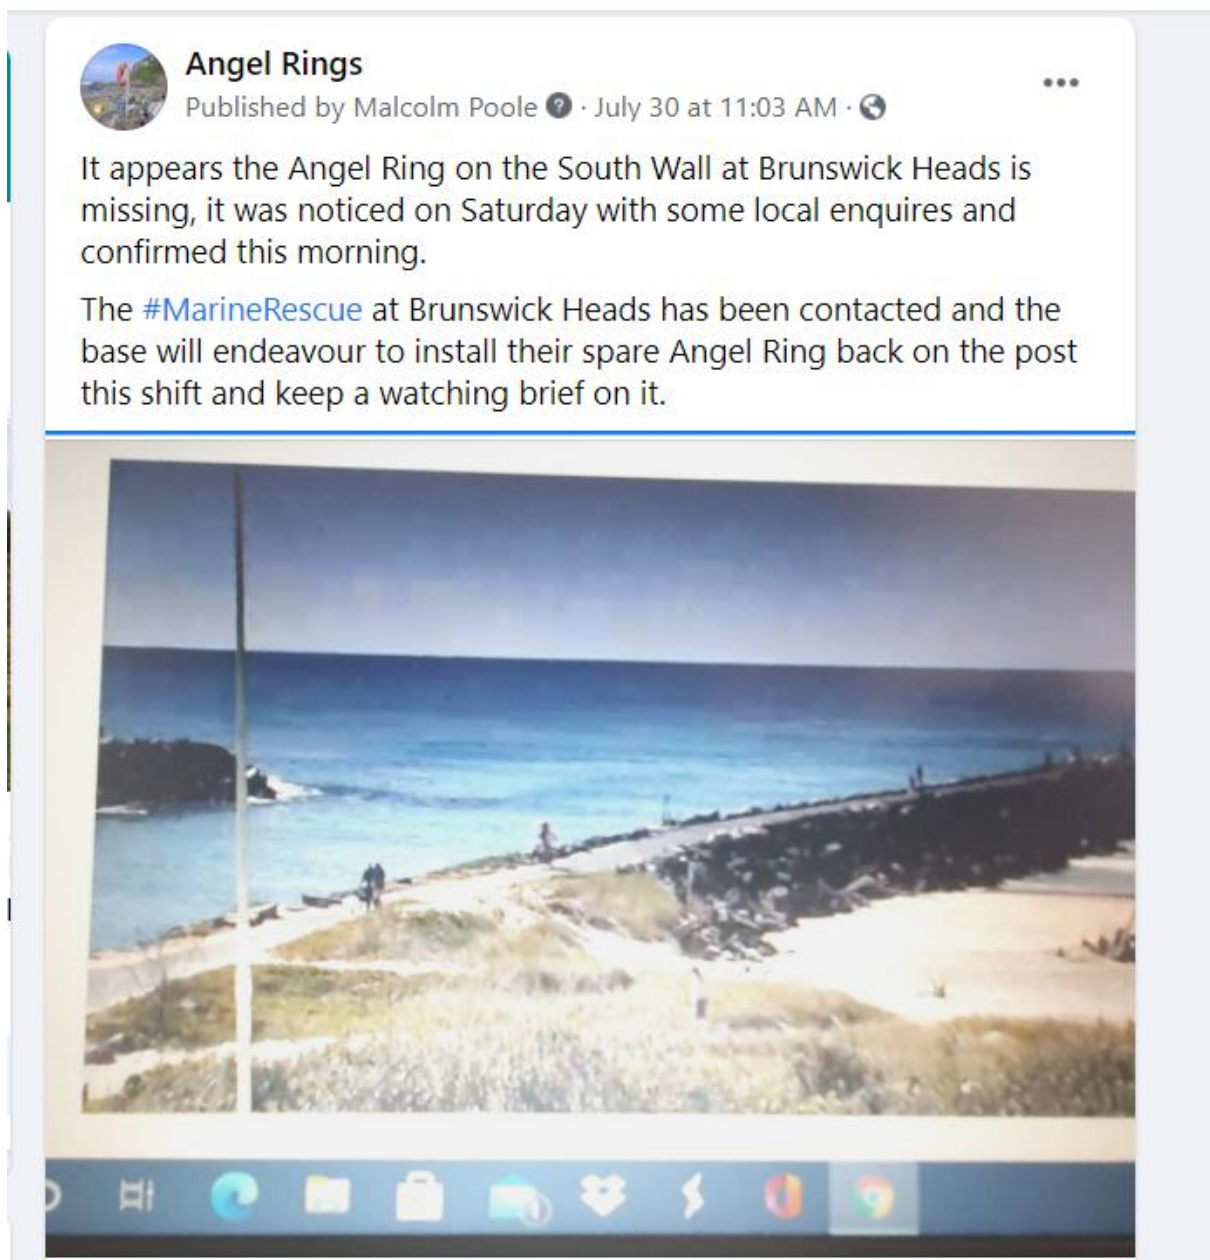 Angel Rings
Published by Malcolm Poole · July 30 at 11:03 AM ·
It appears the Angel Ring on the South Wall at Brunswick Heads is
missing, it was noticed on Saturday with some local enquires and
confirmed this morning.
The #MarineRescue at Brunswick Heads has been contacted and the
base will endeavour to install their spare Angel Ring back on the post
this shift and keep a watching brief on it.